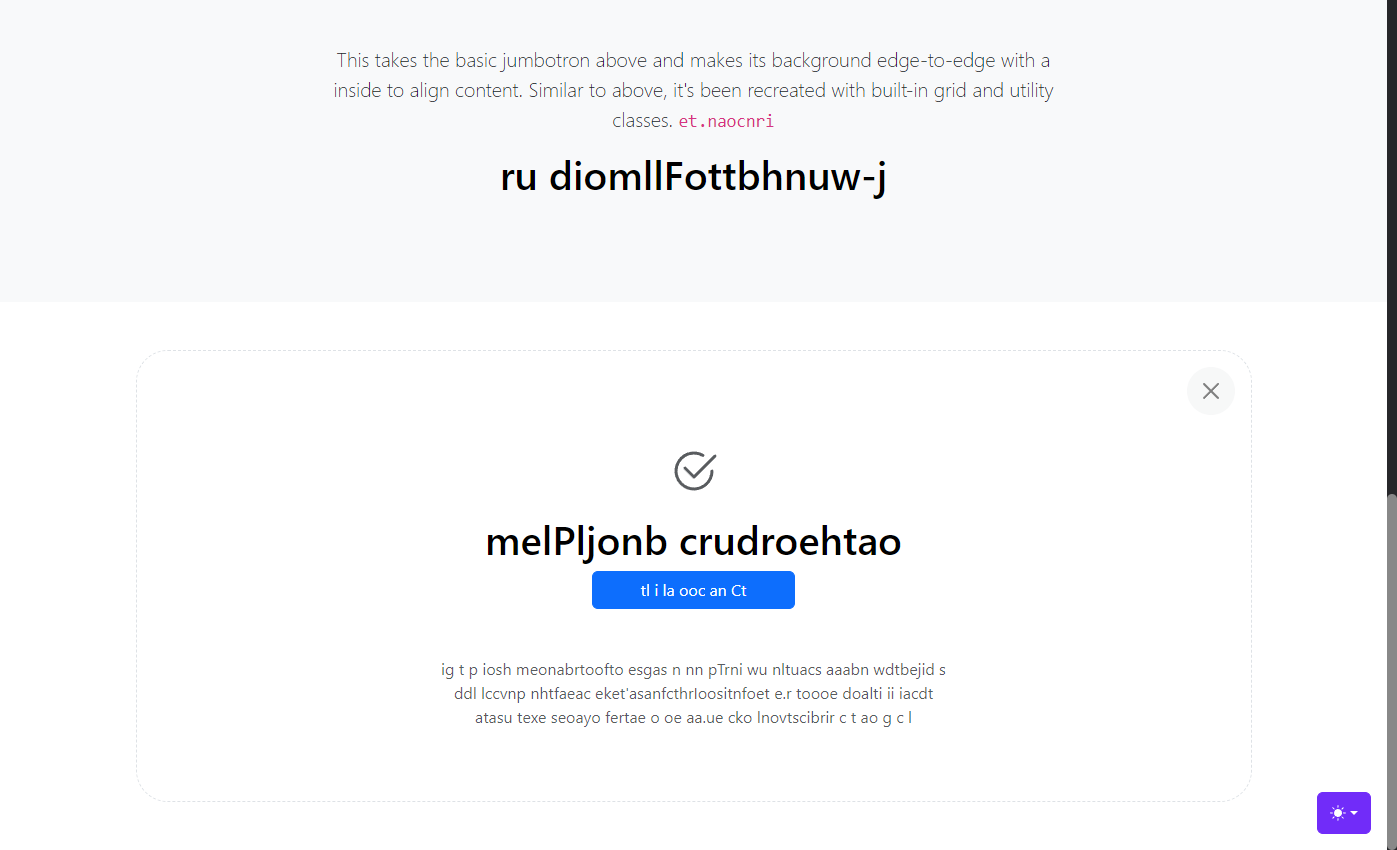 This takes the basic jumbotron above and makes its background edge-to-edge with a
inside to align content. Similar to above, it's been recreated with built-in grid and utility
classes. et.naocnri
ru diomllFottbhnuw-j
melPljonb crudroehtao
tl i la ooc an Ct
ig t p iosh meonabrtoofto esgas n nn pTrni wu nltuacs aaabn wdtbejid s
ddl lccvnp nhtfaeac eket'asanfcthrIoositnfoet e.r toooe doalti ii iacdt
atasu texe seoayo fertae o oe aa.ue cko lnovtscibrir c t ao g c l